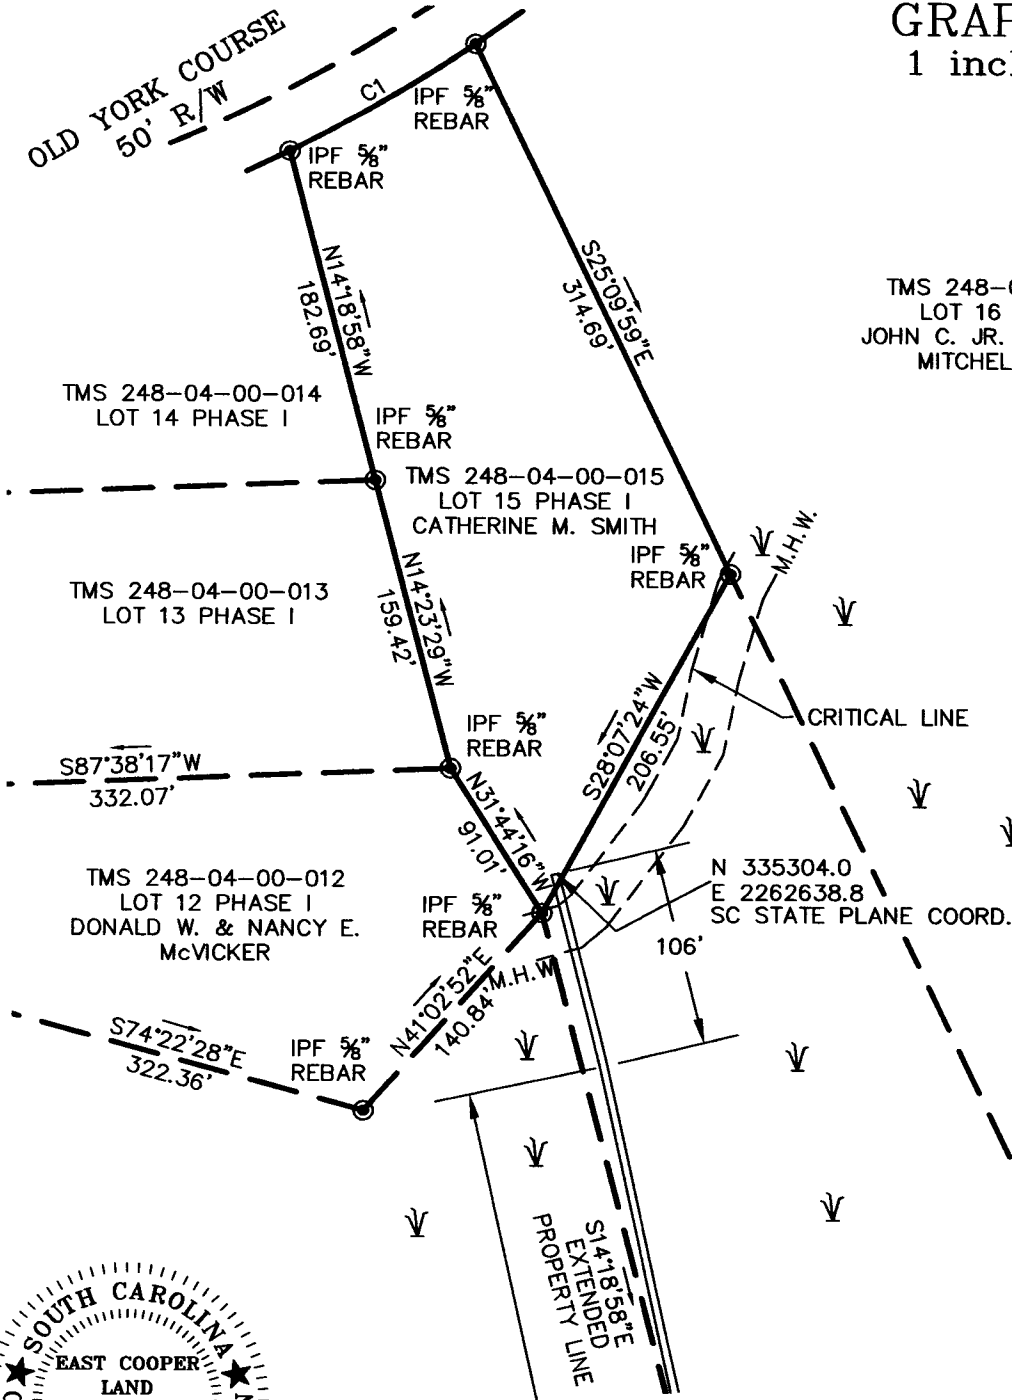 GRAP
1 incl
OLD YORK COURSE
50' R/W
C1
IPF 5/8"
REBAR
IPF 5/8"
REBAR
N14°18'58"W
182.69'
S25°09'59"E
314.69'
TMS 248-0
LOT 16
JOHN C. JR.
MITCHEL
TMS 248-04-00-014
LOT 14 PHASE I
IPF 5/8"
REBAR
TMS 248-04-00-015
LOT 15 PHASE I
CATHERINE M. SMITH
IPF 5/8"
REBAR
M.H.W.
TMS 248-04-00-013
LOT 13 PHASE I
N14°23'29"W
159.42'
CRITICAL LINE
S28°07'24"W
206.55'
IPF 5/8"
REBAR
S87°38'17"W
332.07'
N31°44'16"W
91.01'
TMS 248-04-00-012
LOT 12 PHASE I
DONALD W. & NANCY E.
McVICKER
N 335304.0
E 2262638.8
SC STATE PLANE COORD.
IPF 5/8"
REBAR
106'
M.H.W
N41°02'52"E
140.84'
S74°22'28"E
322.36'
IPF 5/8"
REBAR
S14°18'58"E
EXTENDED
PROPERTY LINE
SOUTH CAROLINA
EAST COOPER
LAND